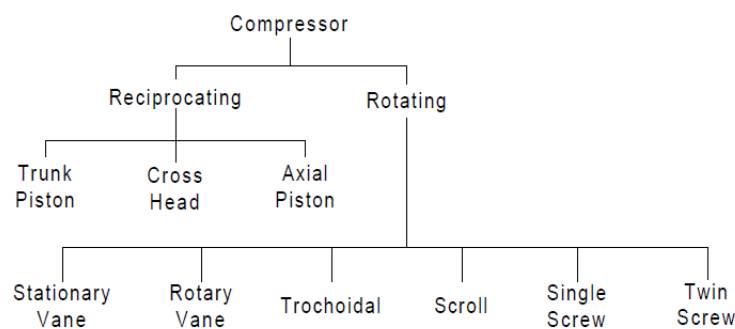 Compressor
Reciprocating
Rotating
Trunk
Piston
Cross
Head
Axial
Piston
Stationary
Vane
Rotary
Vane
Trochoidal
Scroll
Single
Screw
Twin
Screw